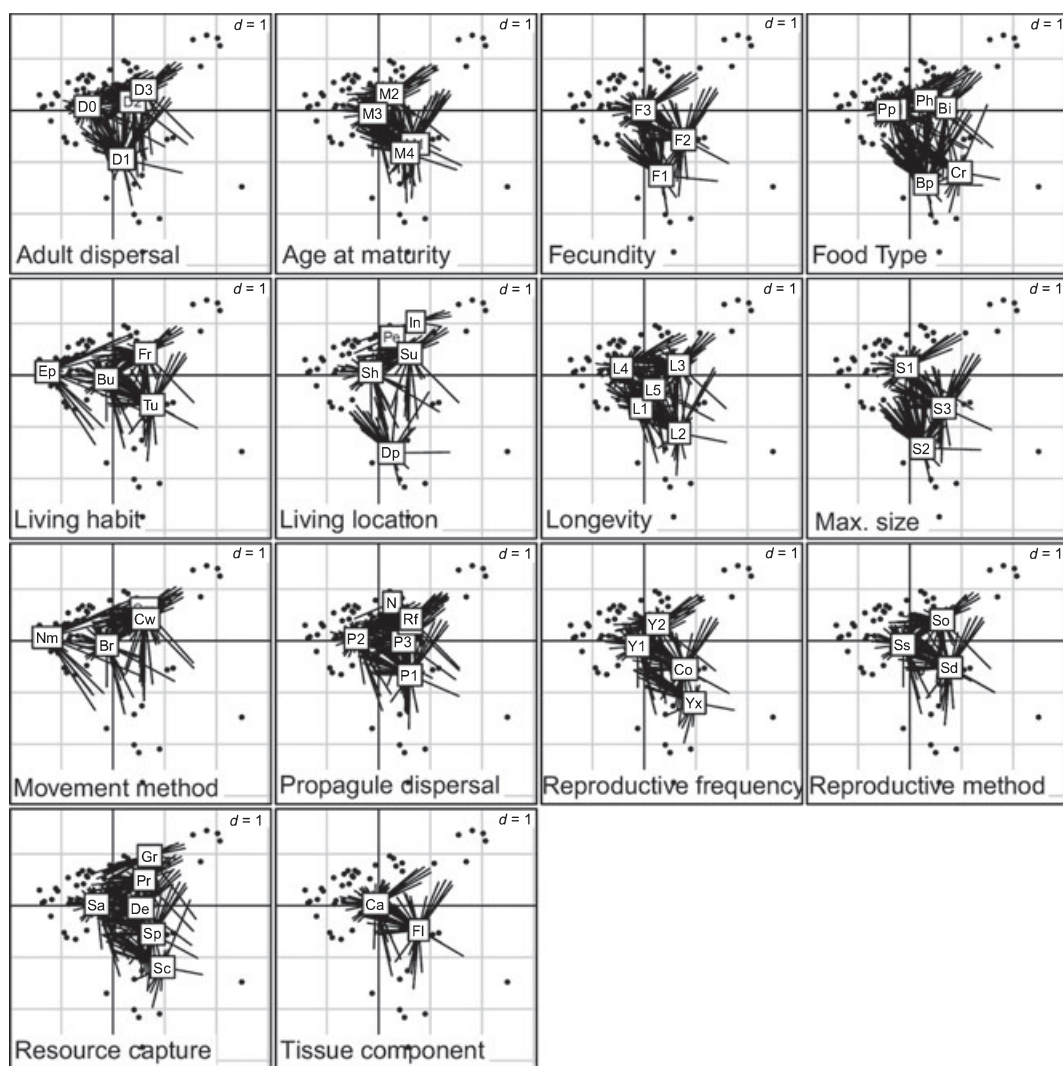 d = 1
D3
D0
D1
Adult dispersal
d = 1
M2
M3
M4
Age at maturity
d = 1
F3
F2
F1
Fecundity
d = 1
Ph
Pp
Bi
Cr
Bp
Food Type
d = 1
Fr
Ep
Bu
Tu
Living habit
d = 1
In
Pe
Su
Sh
Dp
Living location
d = 1
L4
L3
L5
L1
L2
Longevity
d = 1
S1
S3
S2
Max. size
d = 1
Cw
Nm
Br
Movement method
d = 1
N
Rf
P2
P3
P1
Propagule dispersal
d = 1
Y2
Y1
Co
Yx
Reproductive frequency
d = 1
So
Ss
Sd
Reproductive method
d = 1
Gr
Pr
Sa
De
Sp
Sc
Resource capture
d = 1
Ca
Fl
Tissue component